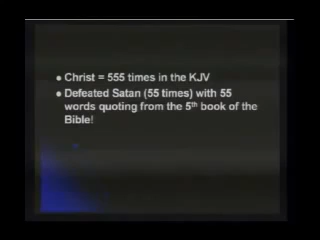 • Christ = 555 times in the KJV
• Defeated Satan (55 times) with 55
words quoting from the 5th book of the
Bible!